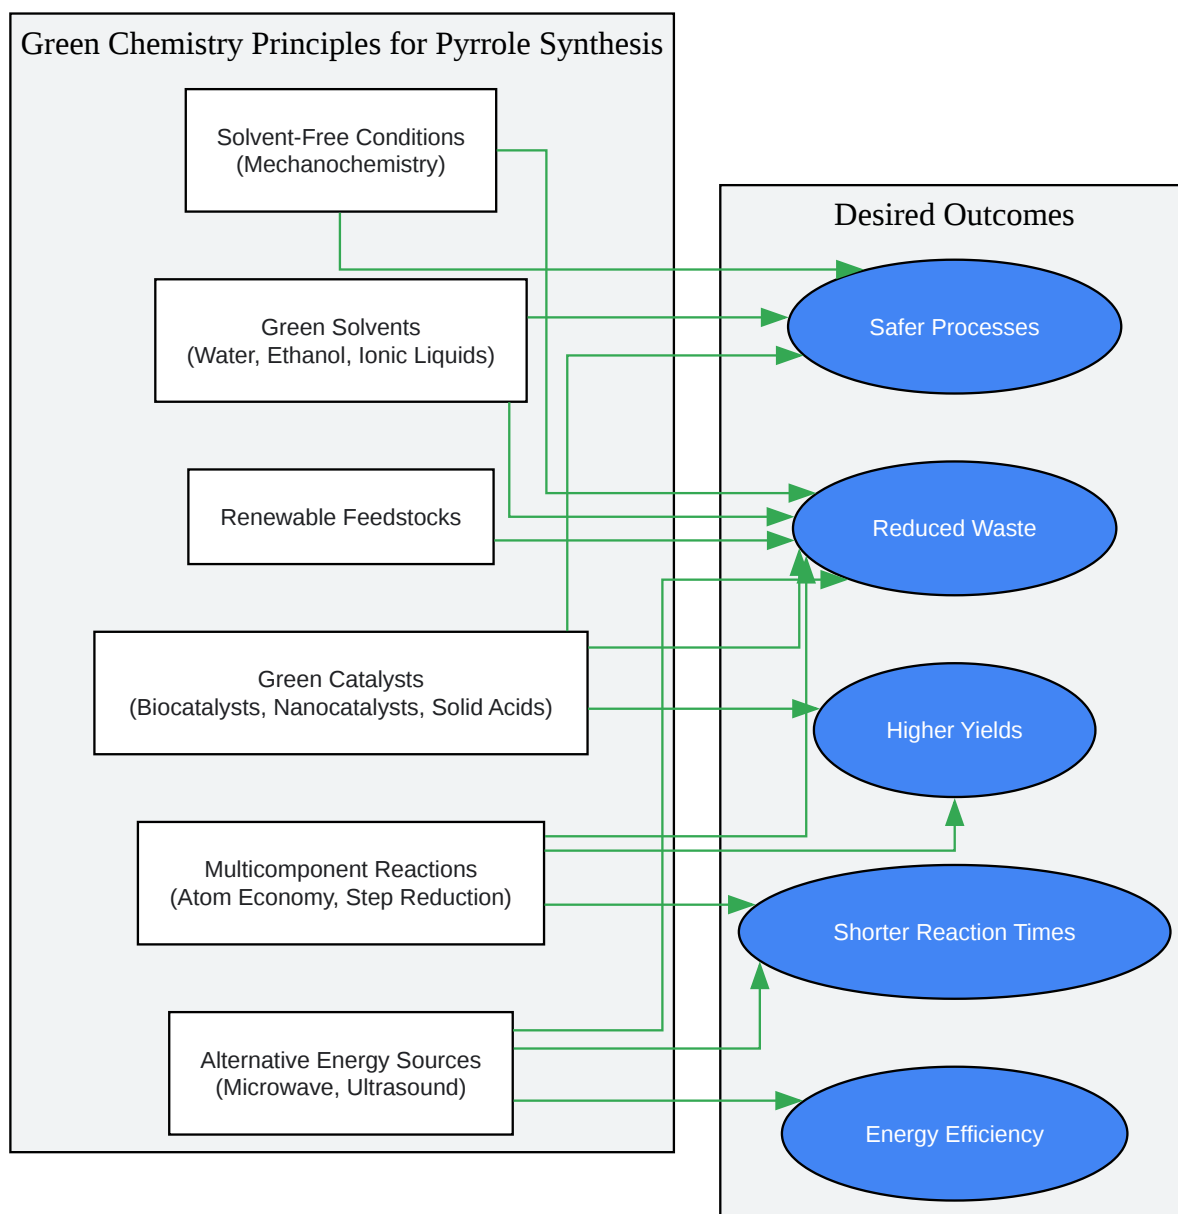 Green Chemistry Principles for Pyrrole Synthesis
Solvent-Free Conditions
(Mechanochemistry)
Green Solvents
(Water, Ethanol, Ionic Liquids)
Renewable Feedstocks
Green Catalysts
(Biocatalysts, Nanocatalysts, Solid Acids)
Multicomponent Reactions
(Atom Economy, Step Reduction)
Alternative Energy Sources
(Microwave, Ultrasound)
Desired Outcomes
Safer Processes
Reduced Waste
Higher Yields
Shorter Reaction Times
Energy Efficiency